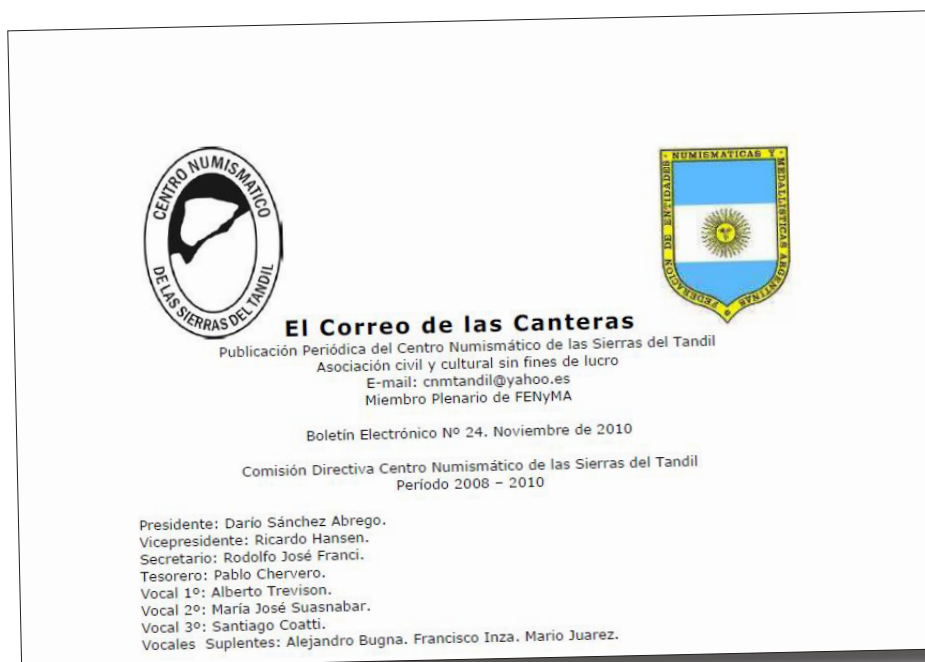 CENTRO NUMISMATICO
DE LAS SIERRAS DEL TANDIL
· NUMISMATICAS Y ·
MEDALLISTICAS ARGENTINAS
FEDERACION DE ENTIDADES
El Correo de las Canteras
Publicación Periódica del Centro Numismático de las Sierras del Tandil
Asociación civil y cultural sin fines de lucro
E-mail: cnmtandil@yahoo.es
Miembro Plenario de FENyMA
Boletín Electrónico Nº 24. Noviembre de 2010
Comisión Directiva Centro Numismático de las Sierras del Tandil
Período 2008 – 2010
Presidente: Darío Sánchez Abrego.
Vicepresidente: Ricardo Hansen.
Secretario: Rodolfo José Franci.
Tesorero: Pablo Chervero.
Vocal 1º: Alberto Trevison.
Vocal 2º: María José Suasnabar.
Vocal 3º: Santiago Coatti.
Vocales Suplentes: Alejandro Bugna. Francisco Inza. Mario Juarez.